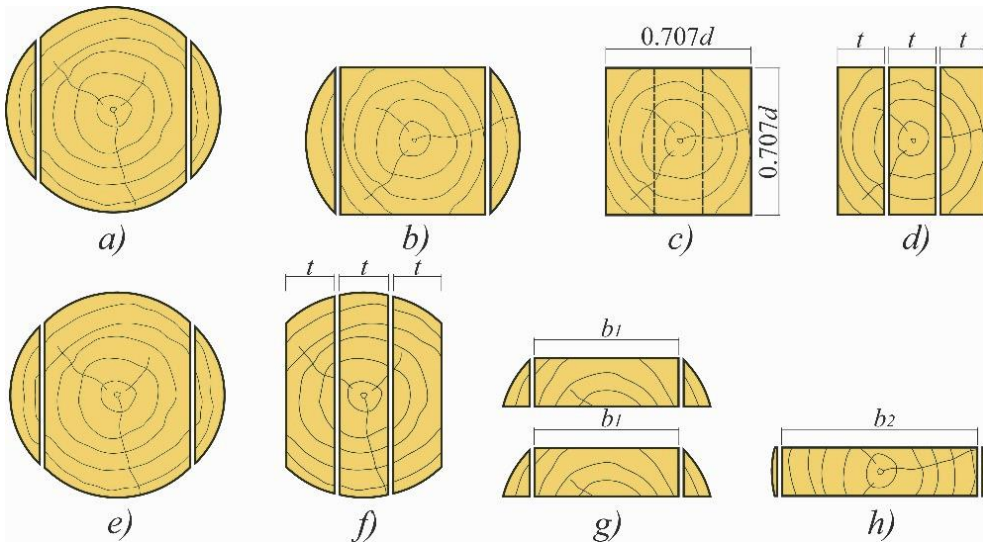 0.707d
0.707d
t t t
a)
b)
c)
d)
t t t
b₁
b₁
b₂
e)
f)
g)
h)